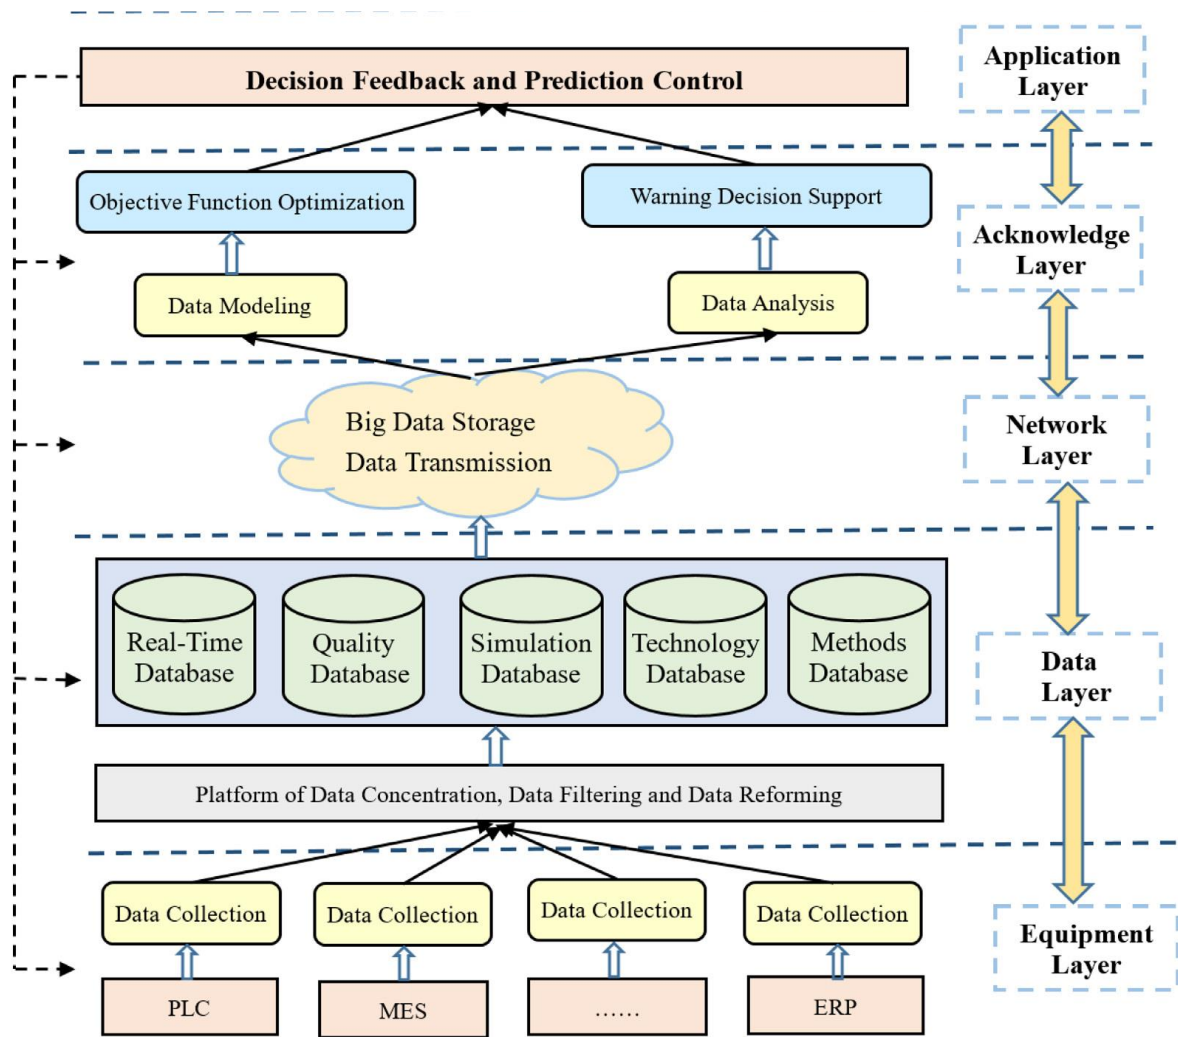 Decision Feedback and Prediction Control
Application
Layer
Objective Function Optimization
Warning Decision Support
Acknowledge
Layer
Data Modeling
Data Analysis
Big Data Storage
Data Transmission
Network
Layer
Real-Time
Database
Quality
Database
Simulation
Database
Technology
Database
Methods
Database
Data
Layer
Platform of Data Concentration, Data Filtering and Data Reforming
Data Collection
Data Collection
Data Collection
Data Collection
Equipment
Layer
PLC
MES
……
ERP